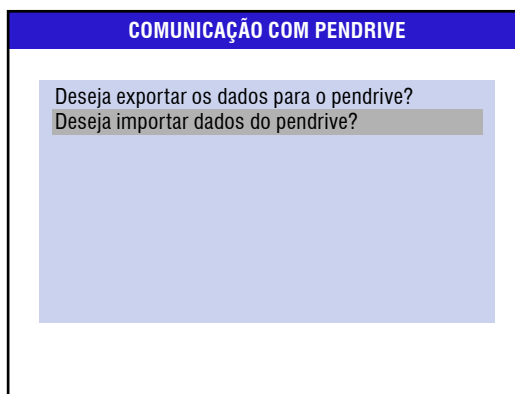 COMUNICAÇÃO COM PENDRIVE
Deseja exportar os dados para o pendrive?
Deseja importar dados do pendrive?